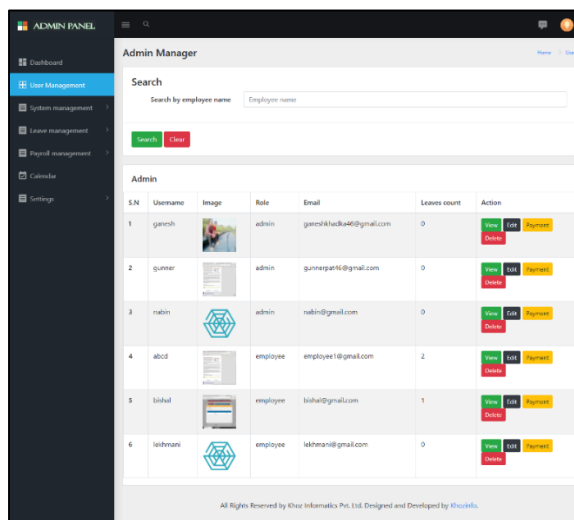 ADMIN PANEL
Dashboard
User Management
System management
Leave management
Payroll management
Calendar
Settings
Admin Manager
Home
Search
Search by employee name
Employee name
Search Clear
Admin
S.N Username Image Role Email Leaves count Action
1 ganesh admin ganeshkhadka46@gmail.com 0 View Edit Payment
Delete
2 gunner admin gunnerpat46@gmail.com 0 View Edit Payment
Delete
3 nabin admin nabin@gmail.com 0 View Edit Payment
Delete
4 abcd employee employee1@gmail.com 2 View Edit Payment
Delete
5 bishal employee bishal@gmail.com 1 View Edit Payment
Delete
6 lekhmani employee lekhmani@gmail.com 0 View Edit Payment
Delete
All Rights Reserved by Khoz Informatics Pvt. Ltd. Designed and Developed by Khozinfo.